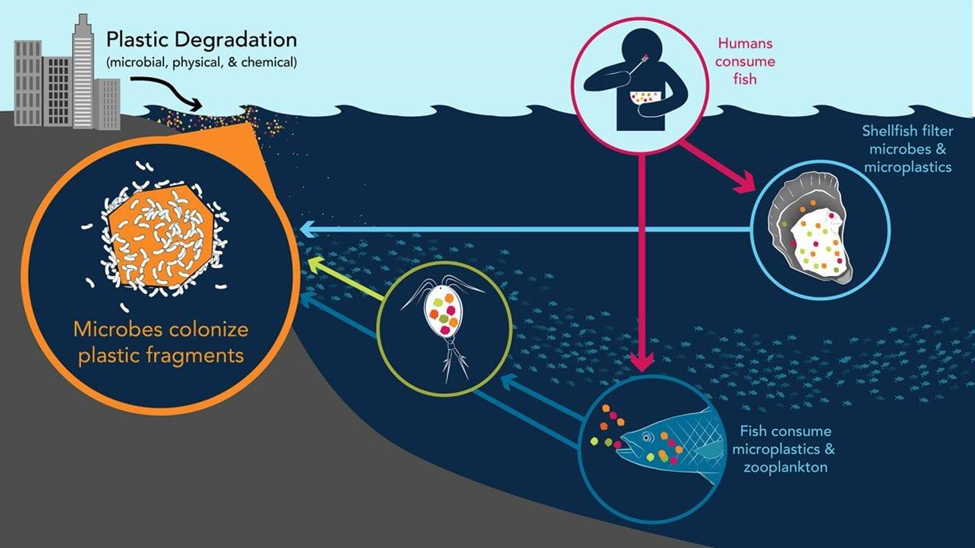 Plastic Degradation
(microbial, physical, & chemical)
Humans
consume
fish
Shellfish filter
microbes &
microplastics
Microbes colonize
plastic fragments
Fish consume
microplastics &
zooplankton